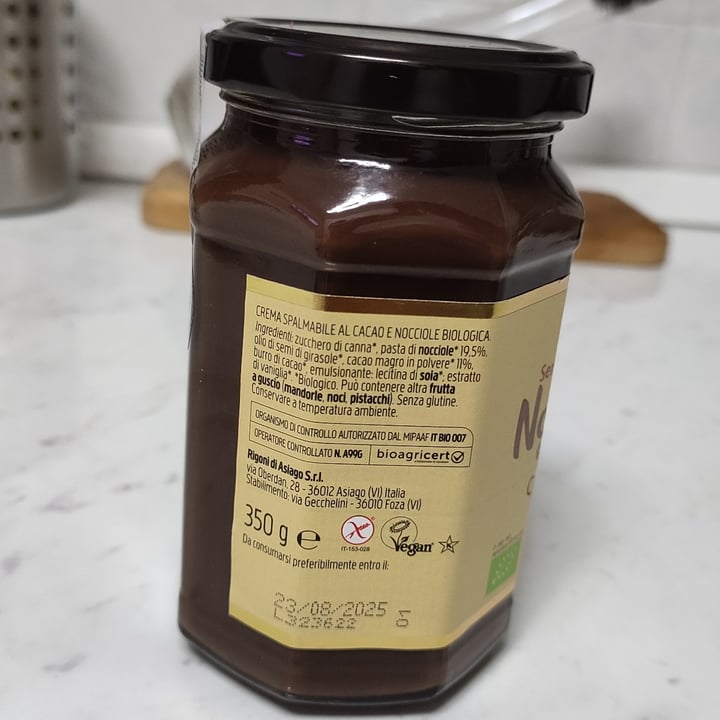 CREMA SPALMABILE AL CACAO E NOCCIOLE BIOLOGICA.
Ingredienti: zucchero di canna*, pasta di nocciole* 19,5%,
olio di semi di girasole*, cacao magro in polvere* 11%,
burro di cacao*, emulsionante: lecitina di soia*; estratto
di vaniglia*. *Biologico. Può contenere altra frutta
a guscio (mandorle, noci, pistacchi). Senza glutine.
Conservare a temperatura ambiente.
ORGANISMO DI CONTROLLO AUTORIZZATO DAL MIPAAF IT BIO 007
OPERATORE CONTROLLATO N. A99G
bioagricert
Rigoni di Asiago S.r.l.
via Oberdan, 28 - 36012 Asiago (VI) Italia
Stabilimento: via Gecchelini - 36010 Foza (VI)
350 g e
IT-153-028
Vegan
Da consumarsi preferibilmente entro il:
23/08/2025
L323622
01